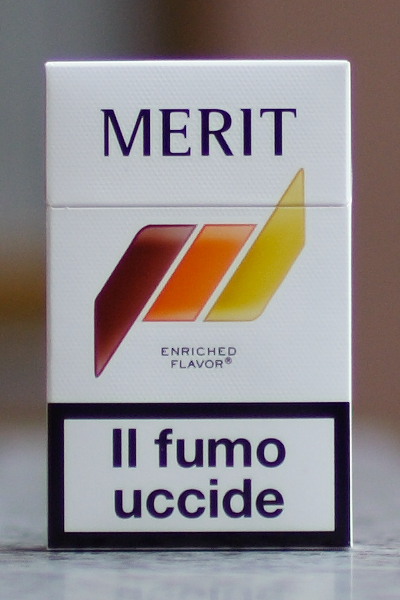 MERIT
ENRICHED
FLAVOR®
Il fumo
uccide